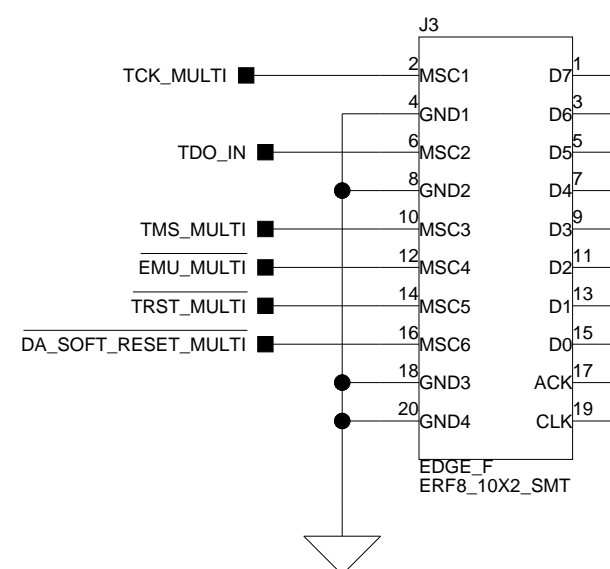 J3
TCK_MULTI 2 MSC1 D7 1
4 GND1 D6 3
TDO_IN 6 MSC2 D5 5
8 GND2 D4 7
TMS_MULTI 10 MSC3 D3 9
EMU_MULTI 12 MSC4 D2 11
TRST_MULTI 14 MSC5 D1 13
DA_SOFT_RESET_MULTI 16 MSC6 D0 15
18 GND3 ACK 17
20 GND4 CLK 19
EDGE_F
ERF8_10X2_SMT